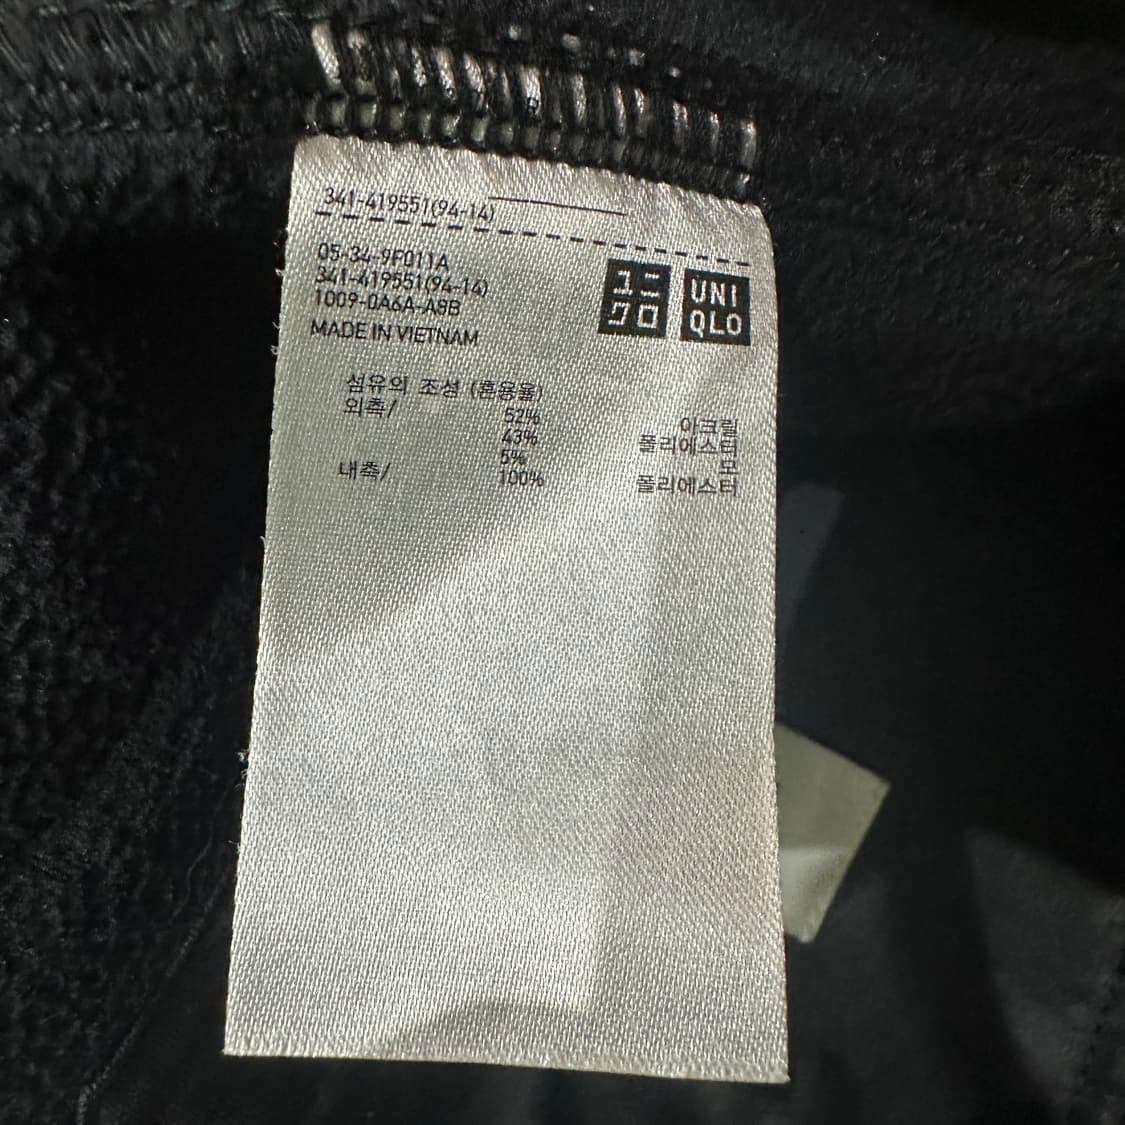 341-419551(94-14)
05-34-9F011A
341-419551(94-14)
1009-0A6A-A8B
MADE IN VIETNAM
ユニ
クロ
UNI
QLO
섬유의 조성 (혼용율)
외측/ 52% 아크릴
43% 폴리에스터
5% 모
내측/ 100% 폴리에스터